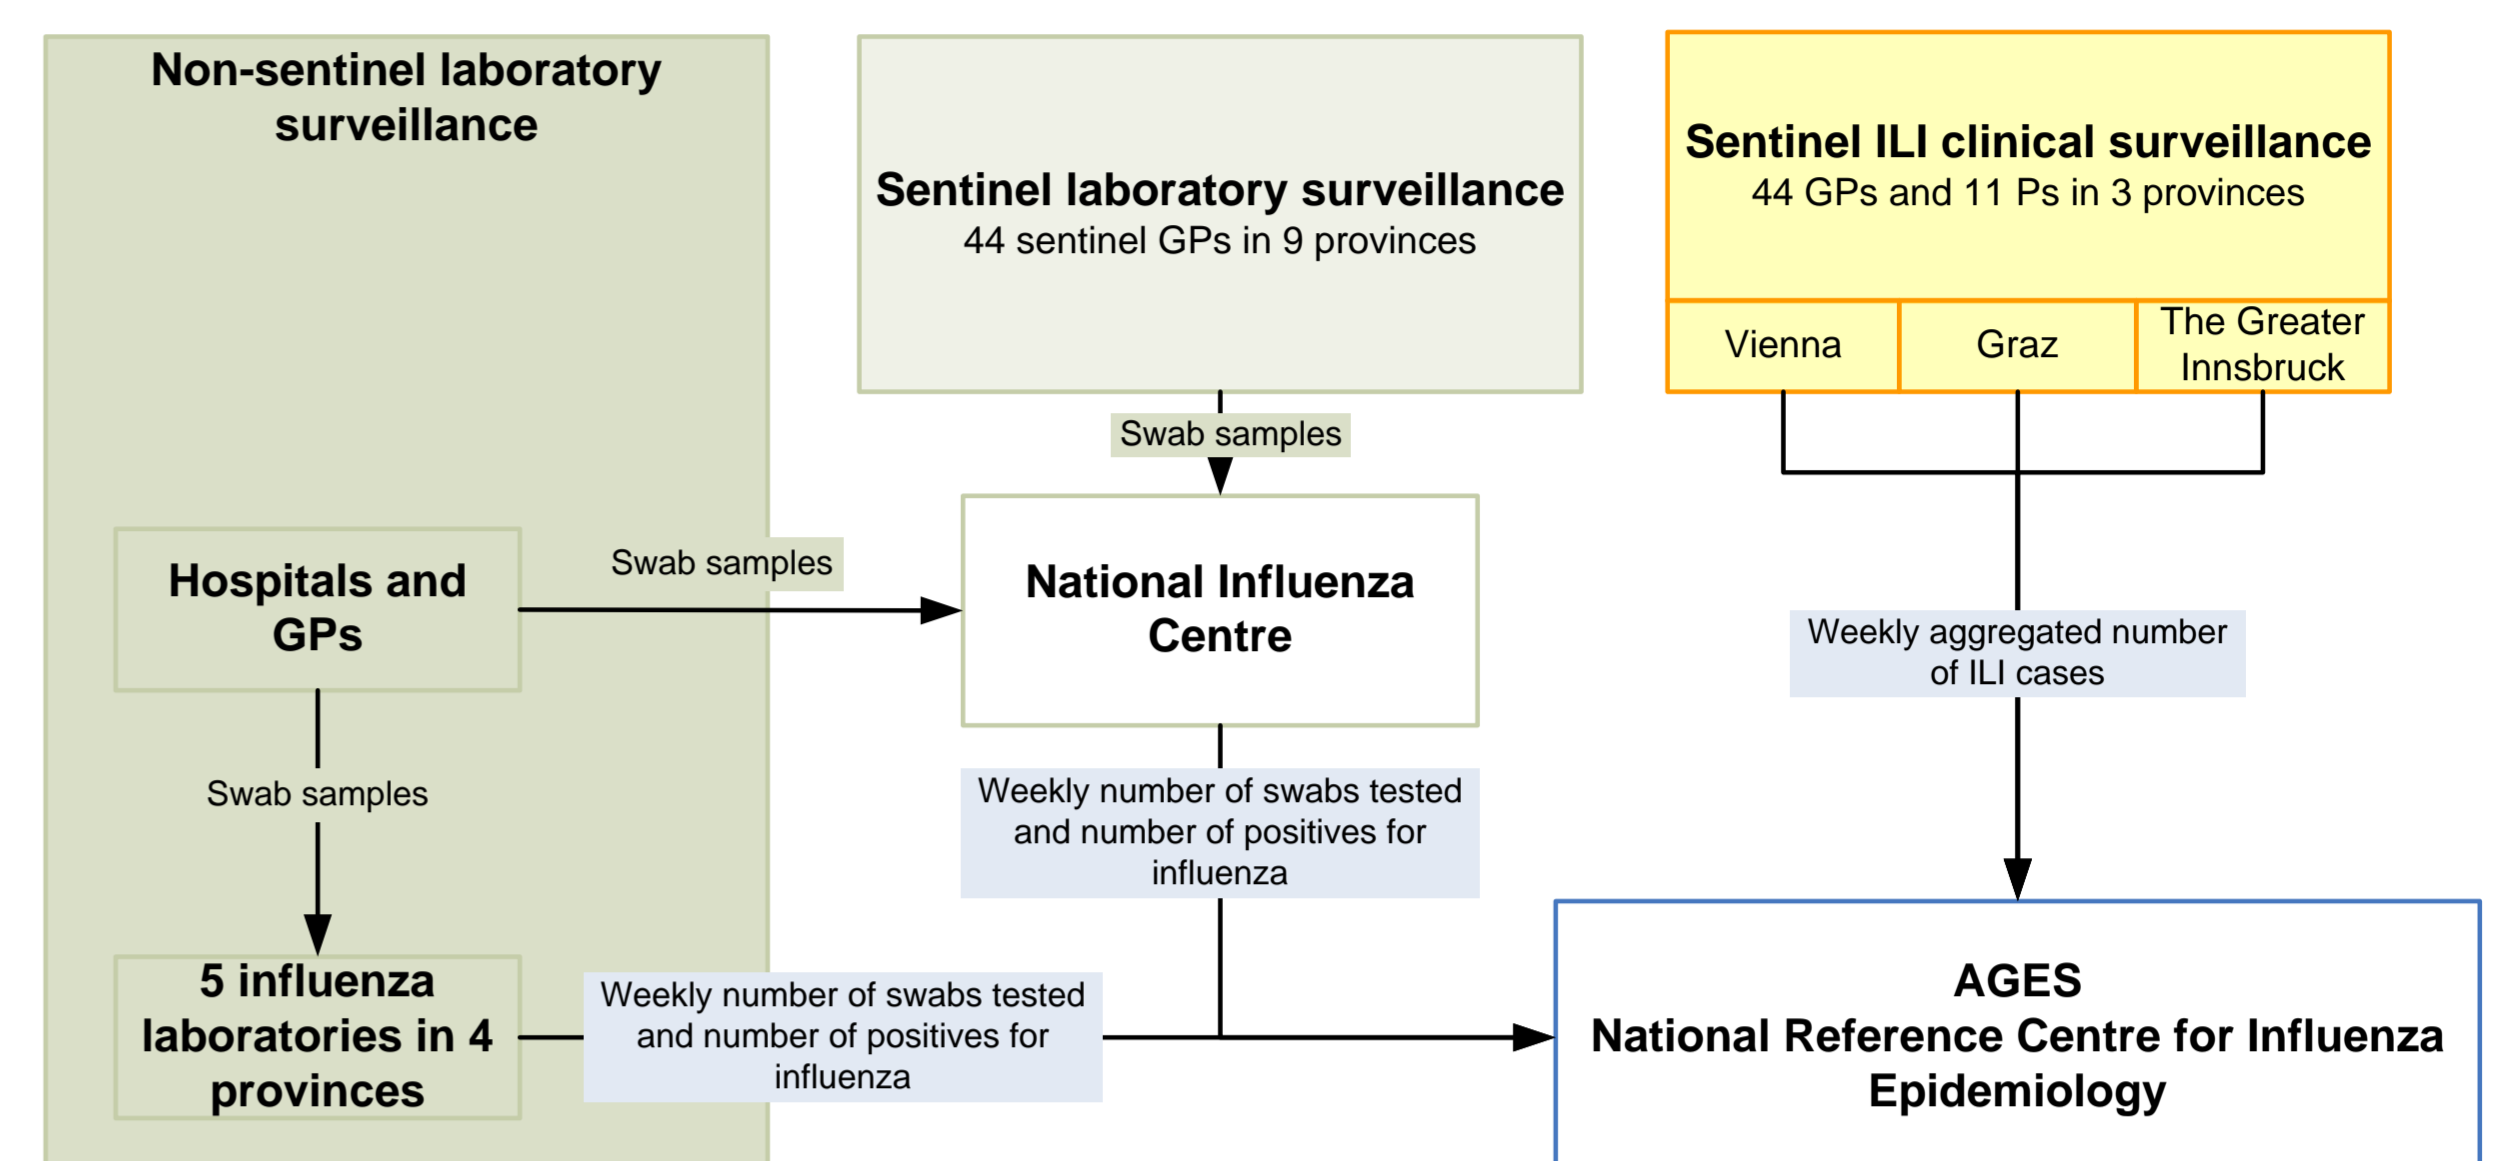 Non-sentinel laboratory
surveillance
Sentinel laboratory surveillance
44 sentinel GPs in 9 provinces
Sentinel ILI clinical surveillance
44 GPs and 11 Ps in 3 provinces
Vienna
Graz
The Greater
Innsbruck
Swab samples
Hospitals and
GPs
Swab samples
National Influenza
Centre
Weekly aggregated number
of ILI cases
Swab samples
Weekly number of swabs tested
and number of positives for
influenza
5 influenza
laboratories in 4
provinces
Weekly number of swabs tested
and number of positives for
influenza
AGES
National Reference Centre for Influenza
Epidemiology